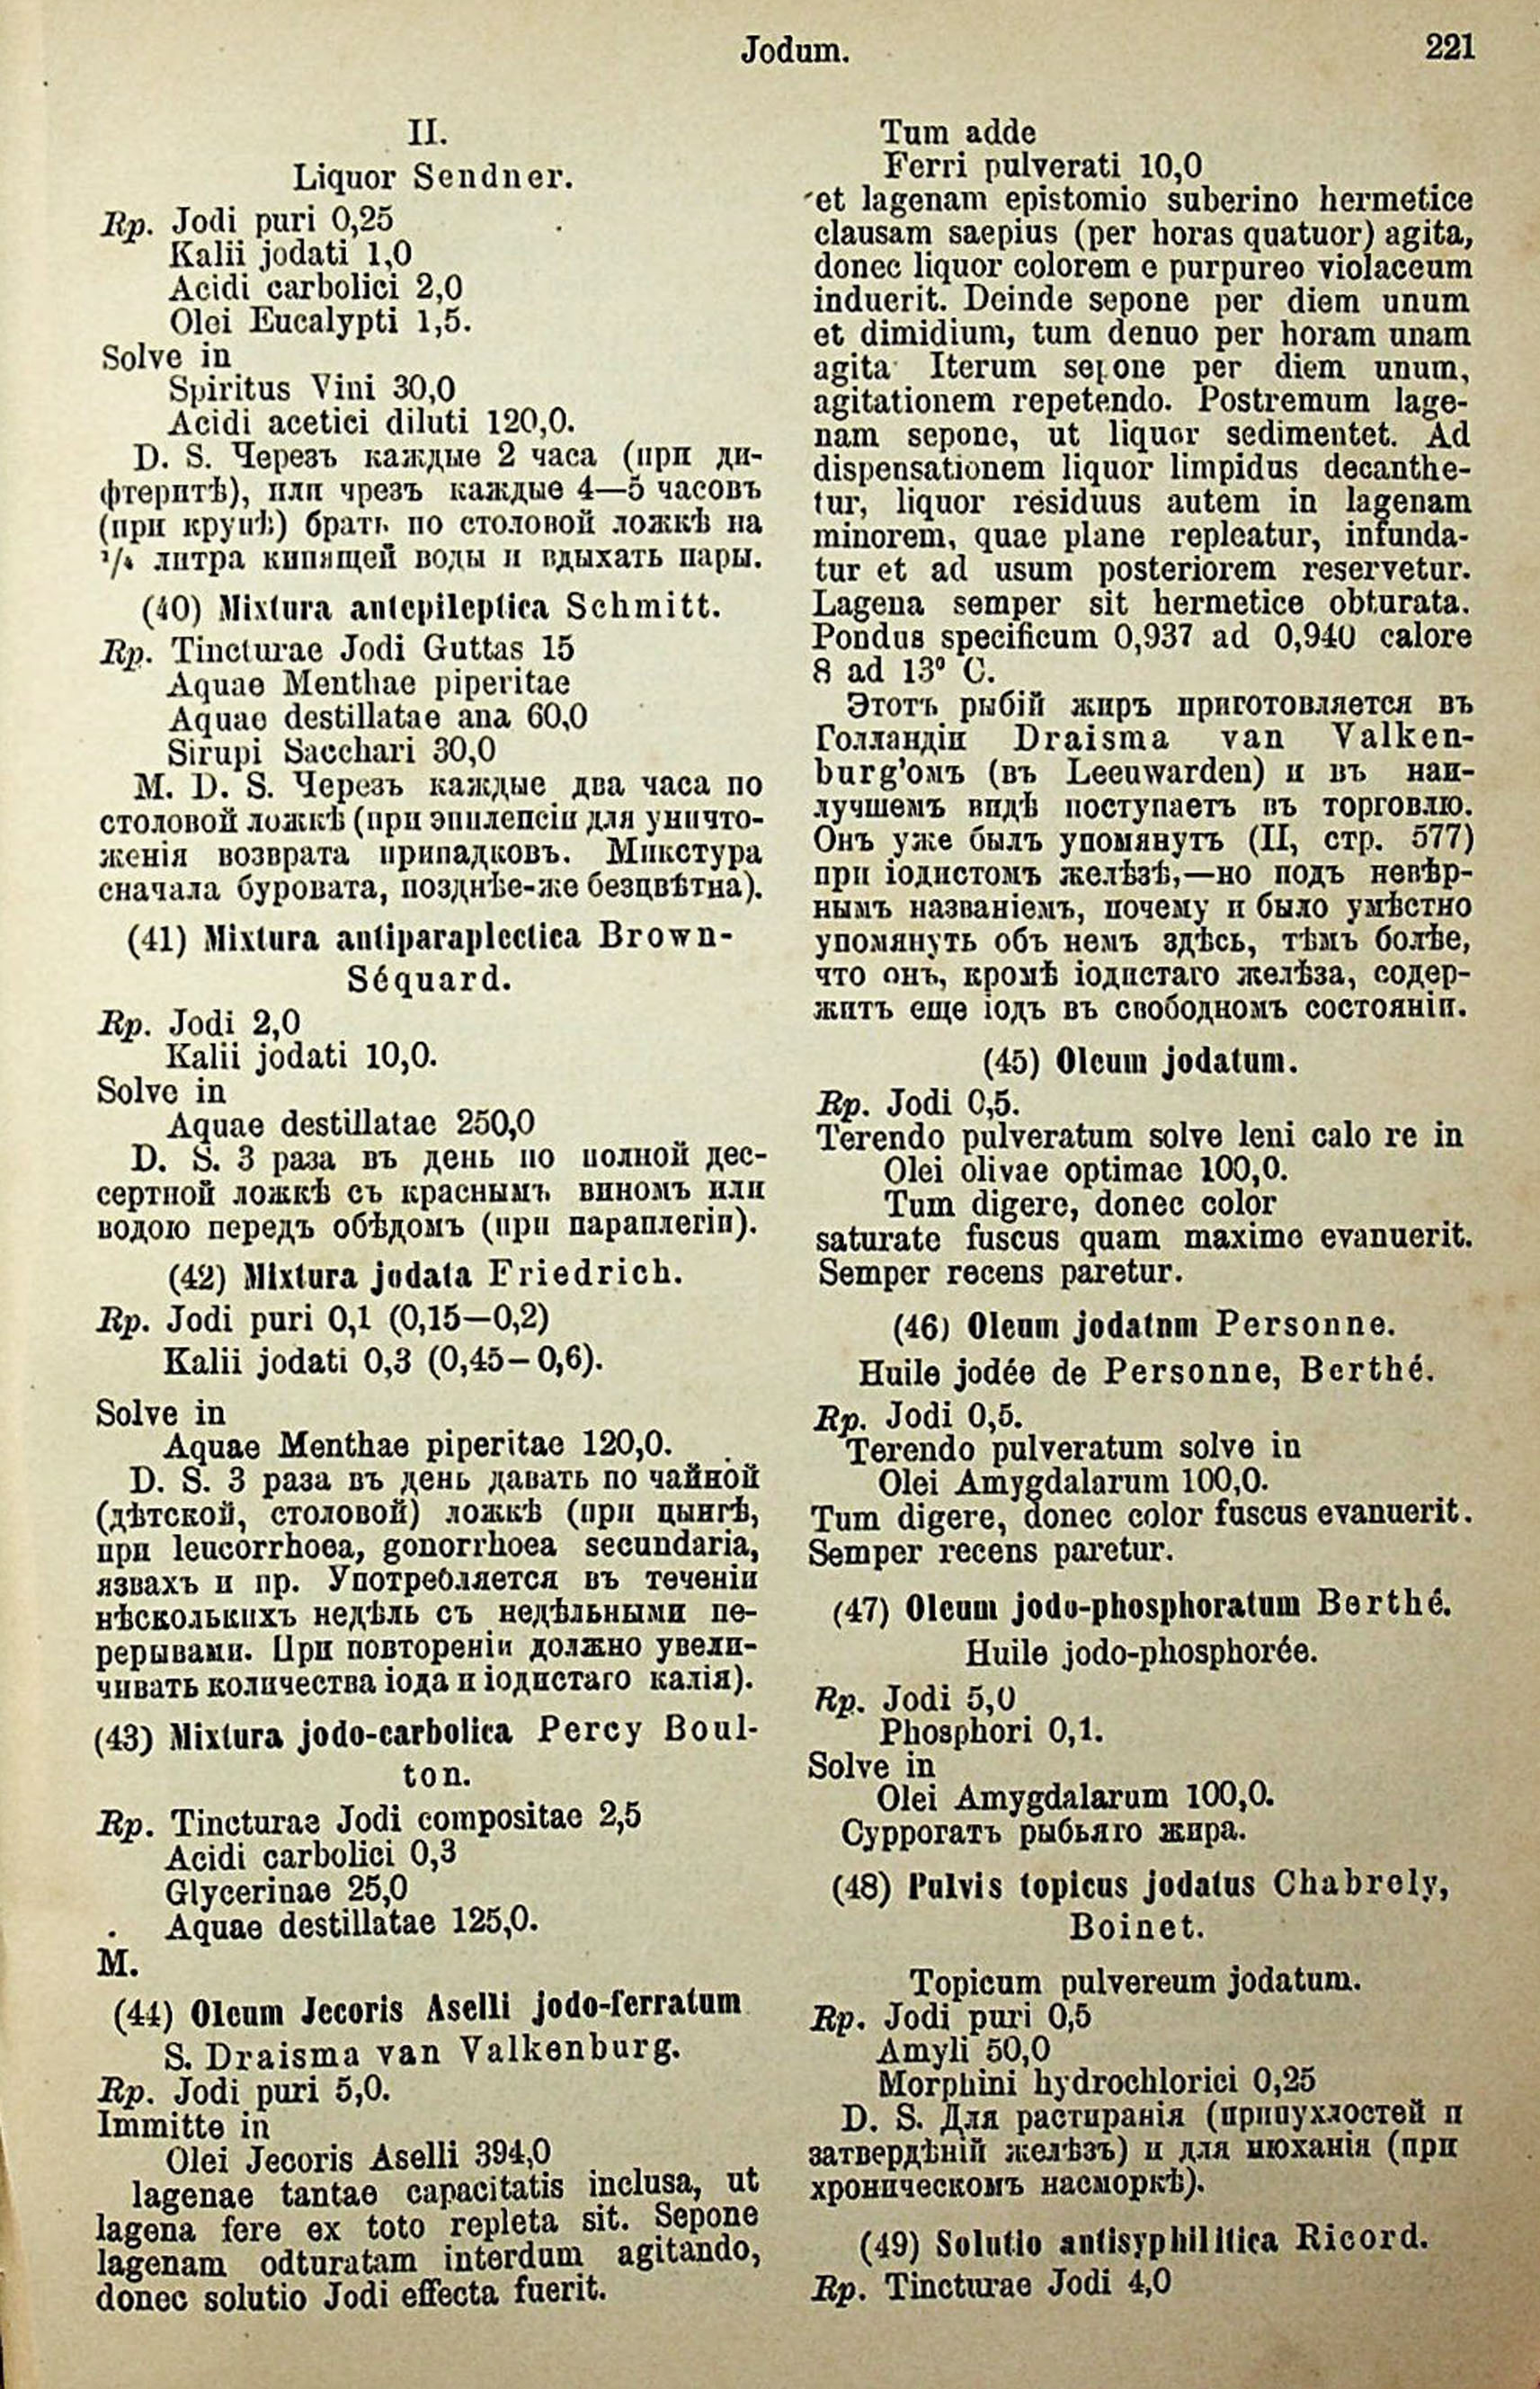 Jodum.
221
II.
Liquor Sendner.
Rp. Jodi puri 0,25
Kalii jodati 1,0
Acidi carbolici 2,0
Olei Eucalypti 1,5.
Solve in
Spiritus Vini 30,0
Acidi acetici diluti 120,0.
D. S. Черезъ каждые 2 часа (при ди-
фтеритѣ), или чрезъ каждые 4—5 часовъ
(при крупѣ) брать по столовой ложкѣ на
¹/₄ литра кипящей воды и вдыхать пары.
(40) Mixtura antepileptica Schmitt.
Rp. Tincturae Jodi Guttas 15
Aquae Menthae piperitae
Aquae destillatae ana 60,0
Sirupi Sacchari 30,0
M. D. S. Черезъ каждые два часа по
столовой ложкѣ (при эпилепсіи для уничто-
женія возврата припадковъ. Микстура
сначала буровата, позднѣе-же безцвѣтна).
(41) Mixtura antiparaplectica Brown-
Séquard.
Rp. Jodi 2,0
Kalii jodati 10,0.
Solve in
Aquae destillatae 250,0
D. S. 3 раза въ день по полной дес-
сертной ложкѣ съ краснымъ виномъ или
водою передъ обѣдомъ (при параплегіи).
(42) Mixtura jodata Friedrich.
Rp. Jodi puri 0,1 (0,15—0,2)
Kalii jodati 0,3 (0,45—0,6).
Solve in
Aquae Menthae piperitae 120,0.
D. S. 3 раза въ день давать по чайной
(дѣтской, столовой) ложкѣ (при цынгѣ,
при leucorrhoea, gonorrhoea secundaria,
язвахъ и пр. Употребляется въ теченіи
нѣсколькихъ недѣль съ недѣльными пе-
рерывами. При повтореніи должно увели-
чивать количества іода и іодистаго калія).
(43) Mixtura jodo-carbolica Percy Boul-
ton.
Rp. Tincturae Jodi compositae 2,5
Acidi carbolici 0,3
Glycerinae 25,0
Aquae destillatae 125,0.
M.
(44) Oleum Jecoris Aselli jodo-ferratum
S. Draisma van Valkenburg.
Rp. Jodi puri 5,0.
Immitte in
Olei Jecoris Aselli 394,0
lagenae tantae capacitatis inclusa, ut
lagena fere ex toto repleta sit. Sepone
lagenam odturatam interdum agitando,
donec solutio Jodi effecta fuerit.
Tum adde
Ferri pulverati 10,0
et lagenam epistomio suberino hermetice
clausam saepius (per horas quatuor) agita,
donec liquor colorem e purpureo violaceum
induerit. Deinde sepone per diem unum
et dimidium, tum denuo per horam unam
agita Iterum sepone per diem unum,
agitationem repetendo. Postremum lage-
nam sepone, ut liquor sedimentet. Ad
dispensationem liquor limpidus decanthe-
tur, liquor residuus autem in lagenam
minorem, quae plane repleatur, infunda-
tur et ad usum posteriorem reservetur.
Lagena semper sit hermetice obturata.
Pondus specificum 0,937 ad 0,940 calore
8 ad 13° C.
Этотъ рыбій жиръ приготовляется въ
Голландіи Draisma van Valken-
burg'омъ (въ Leeuwarden) и въ наи-
лучшемъ видѣ поступаетъ въ торговлю.
Онъ уже былъ упомянутъ (II, стр. 577)
при іодистомъ желѣзѣ,—но подъ невѣр-
нымъ названіемъ, почему и было умѣстно
упомянуть объ немъ здѣсь, тѣмъ болѣе,
что онъ, кромѣ іодистаго желѣза, содер-
житъ еще іодъ въ свободномъ состояніи.
(45) Oleum jodatum.
Rp. Jodi 0,5.
Terendo pulveratum solve leni calo re in
Olei olivae optimae 100,0.
Tum digere, donec color
saturate fuscus quam maxime evanuerit.
Semper recens paretur.
(46) Oleum jodatnm Personne.
Huile jodée de Personne, Berthé.
Rp. Jodi 0,5.
Terendo pulveratum solve in
Olei Amygdalarum 100,0.
Tum digere, donec color fuscus evanuerit.
Semper recens paretur.
(47) Oleum jodo-phosphoratum Berthé.
Huile jodo-phosphorée.
Rp. Jodi 5,0
Phosphori 0,1.
Solve in
Olei Amygdalarum 100,0.
Суррогатъ рыбьяго жира.
(48) Pulvis topicus jodatus Chabrely,
Boinet.
Topicum pulvereum jodatum.
Rp. Jodi puri 0,5
Amyli 50,0
Morphini hydrochlorici 0,25
D. S. Для растиранія (припухлостей и
затвердѣній желѣзъ) и для нюханія (при
хроническомъ насморкѣ).
(49) Solutio antisyphilitica Ricord.
Rp. Tincturae Jodi 4,0